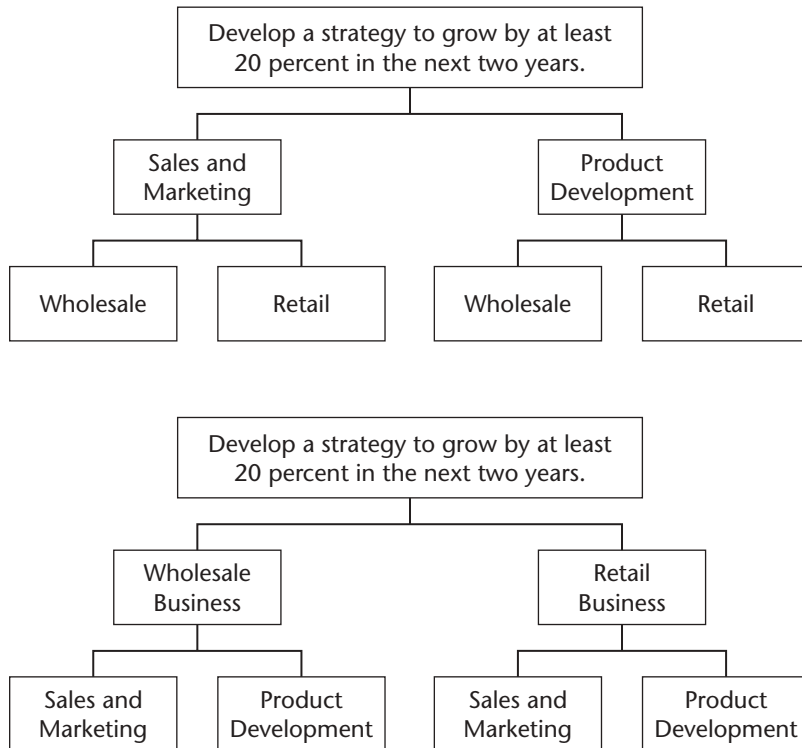 Develop a strategy to grow by at least
20 percent in the next two years.
Sales and
Marketing
Product
Development
Wholesale
Retail
Wholesale
Retail
Develop a strategy to grow by at least
20 percent in the next two years.
Wholesale
Business
Retail
Business
Sales and
Marketing
Product
Development
Sales and
Marketing
Product
Development